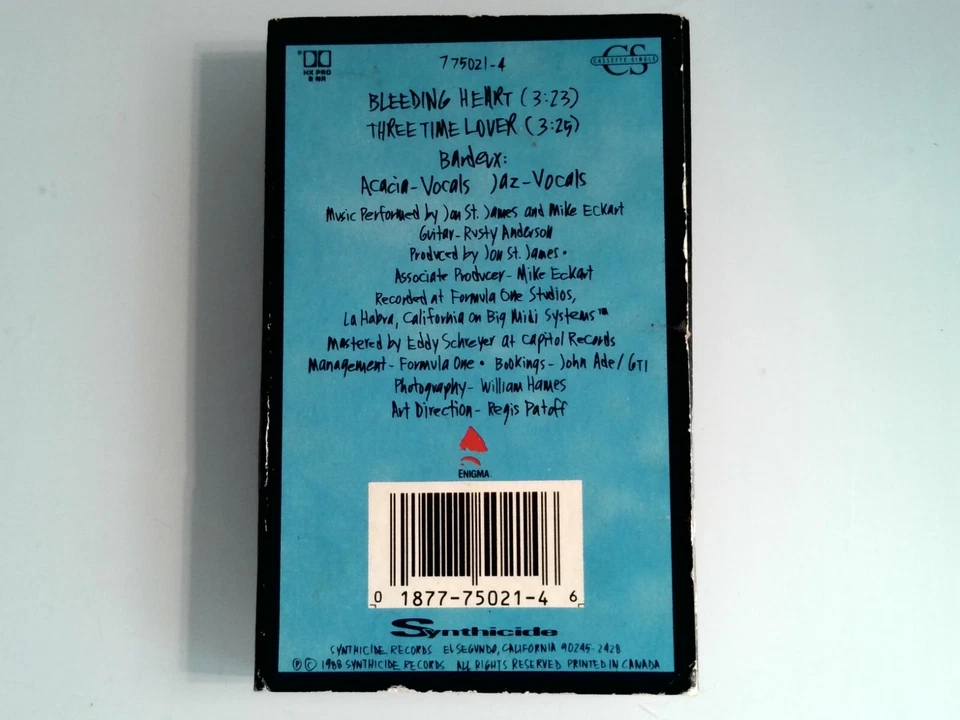 DD
HX PRO
B NR
775021-4
CASSETTE SINGLE
CS
BLEEDING HEART (3:23)
THREE TIME LOVER (3:25)
Bardeux:
Acacia-Vocals Jaz-Vocals
Music Performed by Jon St. James and Mike Eckart
Guitar-Rusty Anderson
Produced by Jon St. James •
Associate Producer- Mike Eckart
Recorded at Formula One Studios,
La Habra, California on Big Midi Systems™
Mastered by Eddy Schreyer at Capitol Records
Management- Formula One • Bookings- John Ade/GTI
Photography- William Hames
Art Direction- Regis Patoff
ENIGMA
0 1877-75021-4 6
Synthicide
SYNTHICIDE RECORDS EL SEGUNDO, CALIFORNIA 90245-2428
℗ © 1988 SYNTHICIDE RECORDS ALL RIGHTS RESERVED PRINTED IN CANADA